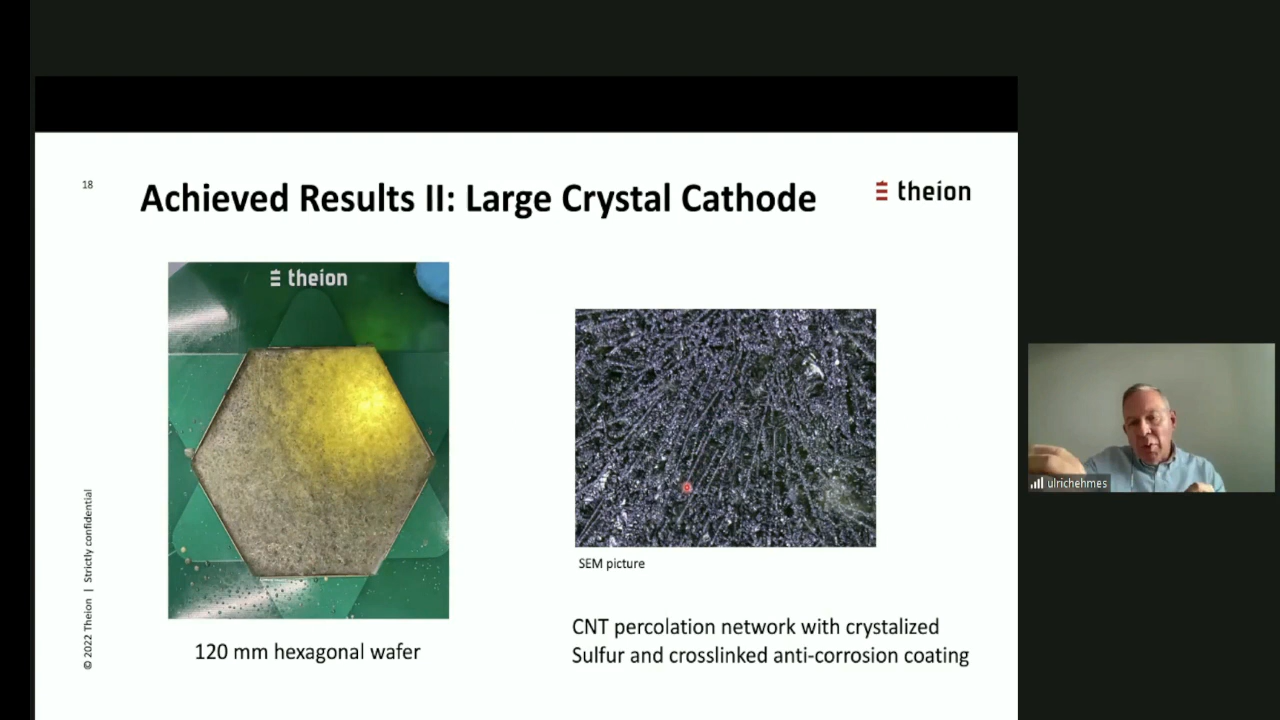 18
Achieved Results II: Large Crystal Cathode
theion
theion
SEM picture
120 mm hexagonal wafer
CNT percolation network with crystalized
Sulfur and crosslinked anti-corrosion coating
© 2022 Theion | Strictly confidential
ulrichehmes